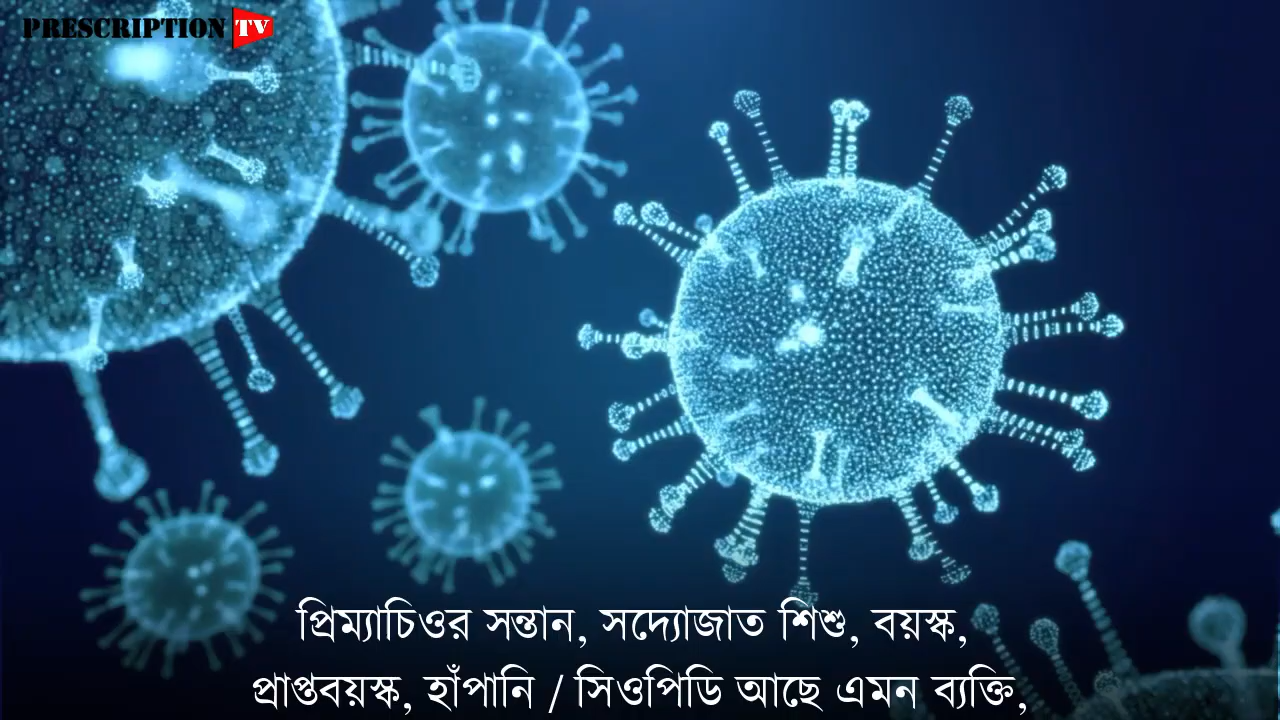 PRESCRIPTION TV
প্রিম্যাচিওর সন্তান, সদ্যোজাত শিশু, বয়স্ক,
প্রাপ্তবয়স্ক, হাঁপানি / সিওপিডি আছে এমন ব্যক্তি,